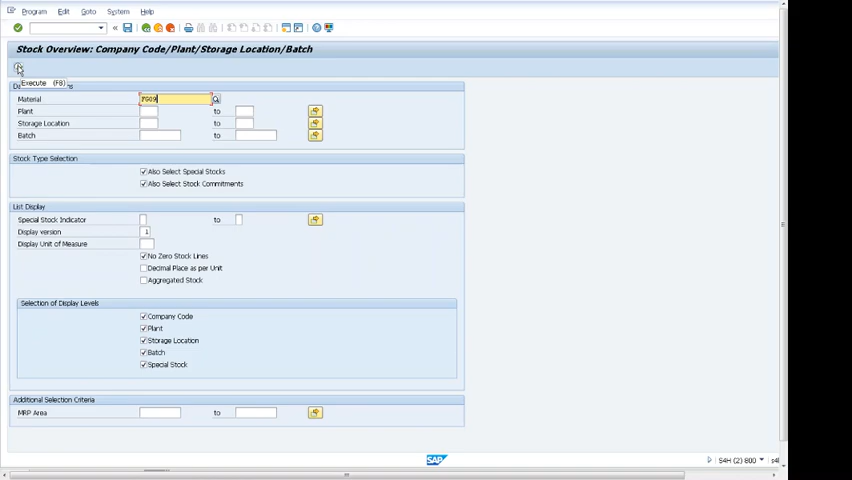 Program Edit Goto System Help
Stock Overview: Company Code/Plant/Storage Location/Batch
Execute (F8)
Material FG09
Plant to
Storage Location to
Batch to
Stock Type Selection
Also Select Special Stocks
Also Select Stock Commitments
List Display
Special Stock Indicator to
Display version 1
Display Unit of Measure
No Zero Stock Lines
Decimal Place as per Unit
Aggregated Stock
Selection of Display Levels
Company Code
Plant
Storage Location
Batch
Special Stock
Additional Selection Criteria
MRP Area to
SAP S4H (2) 800